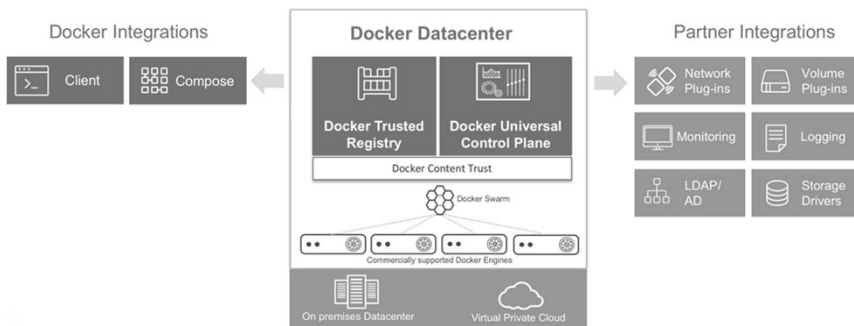 Docker Integrations
Client
Compose
Docker Datacenter
Docker Trusted
Registry
Docker Universal
Control Plane
Docker Content Trust
Docker Swarm
Commercially supported Docker Engines
On premises Datacenter
Virtual Private Cloud
Partner Integrations
Network
Plug-ins
Volume
Plug-ins
Monitoring
Logging
LDAP/
AD
Storage
Drivers